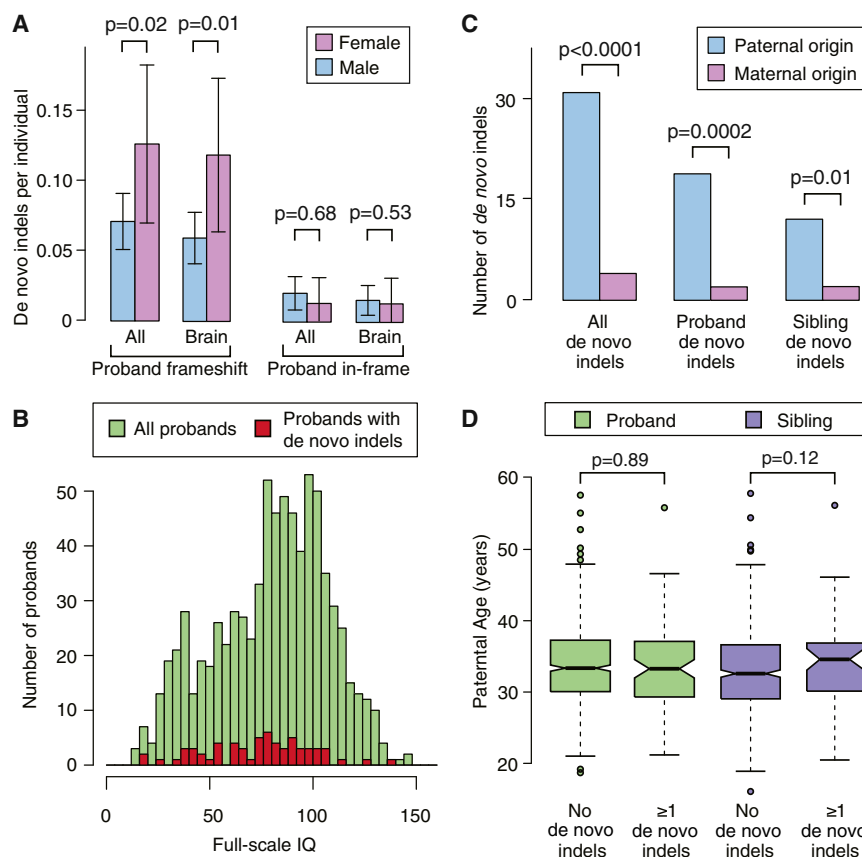 A
p=0.02
p=0.01
Female
Male
De novo indels per individual
0.15
0.10
0.05
0
p=0.68
p=0.53
All
Brain
All
Brain
Proband frameshift
Proband in-frame
B
All probands
Probands with
de novo indels
Number of probands
50
40
30
20
10
0
0
50
100
150
Full-scale IQ
C
Paternal origin
Maternal origin
p<0.0001
p=0.0002
p=0.01
Number of de novo indels
30
15
0
All
de novo
indels
Proband
de novo
indels
Sibling
de novo
indels
D
Proband
Sibling
p=0.89
p=0.12
Paterntal Age (years)
60
50
40
30
20
No
de novo
indels
≥1
de novo
indels
No
de novo
indels
≥1
de novo
indels